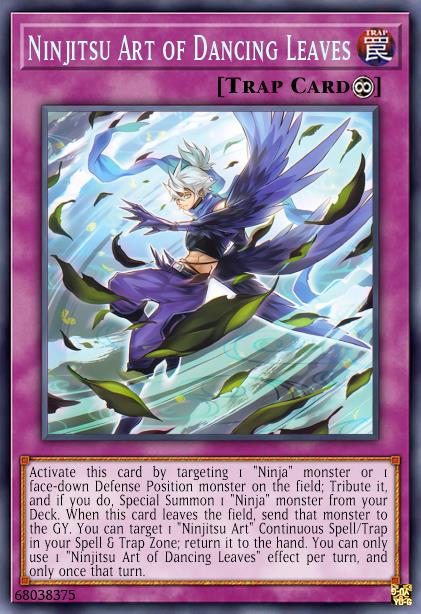 NINJITSU ART OF DANCING LEAVES
TRAP
罠
[TRAP CARD]
Activate this card by targeting 1 "Ninja" monster or 1
face-down Defense Position monster on the field; Tribute it,
and if you do, Special Summon 1 "Ninja" monster from your
Deck. When this card leaves the field, send that monster to
the GY. You can target 1 "Ninjitsu Art" Continuous Spell/Trap
in your Spell & Trap Zone; return it to the hand. You can only
use 1 "Ninjitsu Art of Dancing Leaves" effect per turn, and
only once that turn.
68038375